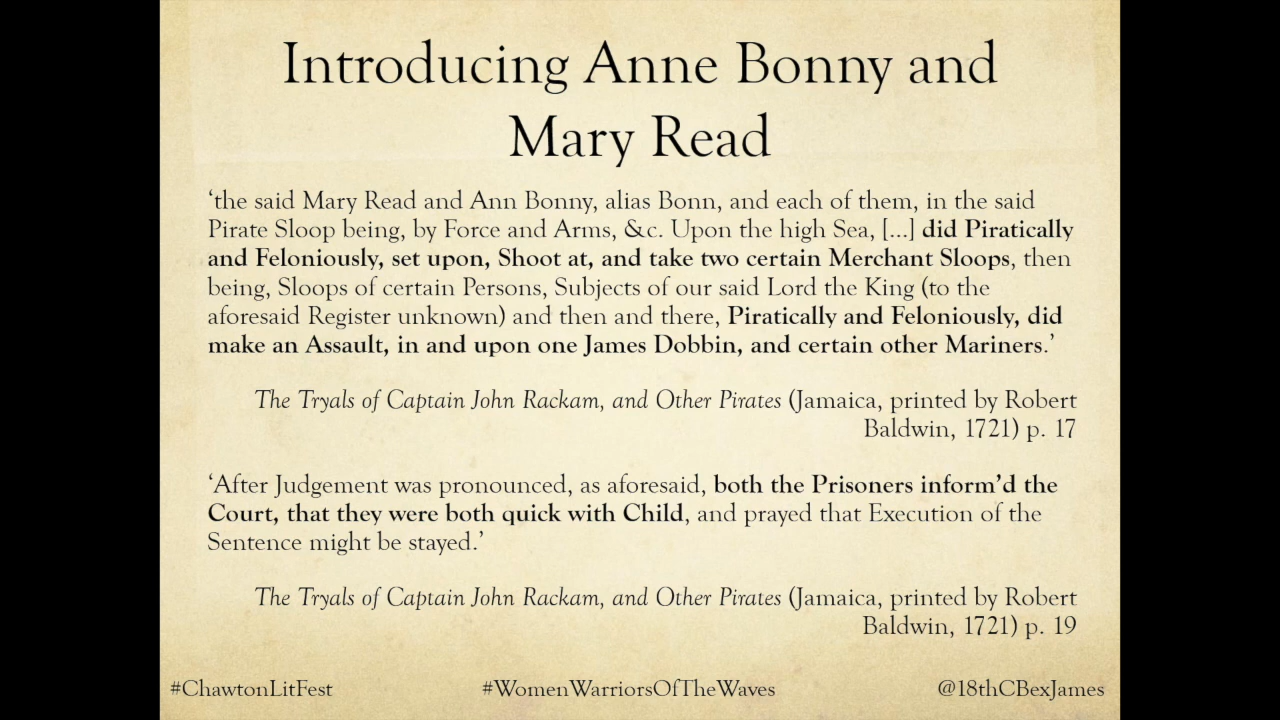 Introducing Anne Bonny and
Mary Read
‘the said Mary Read and Ann Bonny, alias Bonn, and each of them, in the said
Pirate Sloop being, by Force and Arms, &c. Upon the high Sea, [...] did Piratically
and Feloniously, set upon, Shoot at, and take two certain Merchant Sloops, then
being, Sloops of certain Persons, Subjects of our said Lord the King (to the
aforesaid Register unknown) and then and there, Piratically and Feloniously, did
make an Assault, in and upon one James Dobbin, and certain other Mariners.’
The Tryals of Captain John Rackam, and Other Pirates (Jamaica, printed by Robert
Baldwin, 1721) p. 17
‘After Judgement was pronounced, as aforesaid, both the Prisoners inform’d the
Court, that they were both quick with Child, and prayed that Execution of the
Sentence might be stayed.’
The Tryals of Captain John Rackam, and Other Pirates (Jamaica, printed by Robert
Baldwin, 1721) p. 19
#ChawtonLitFest
#WomenWarriorsOfTheWaves
@18thCBexJames